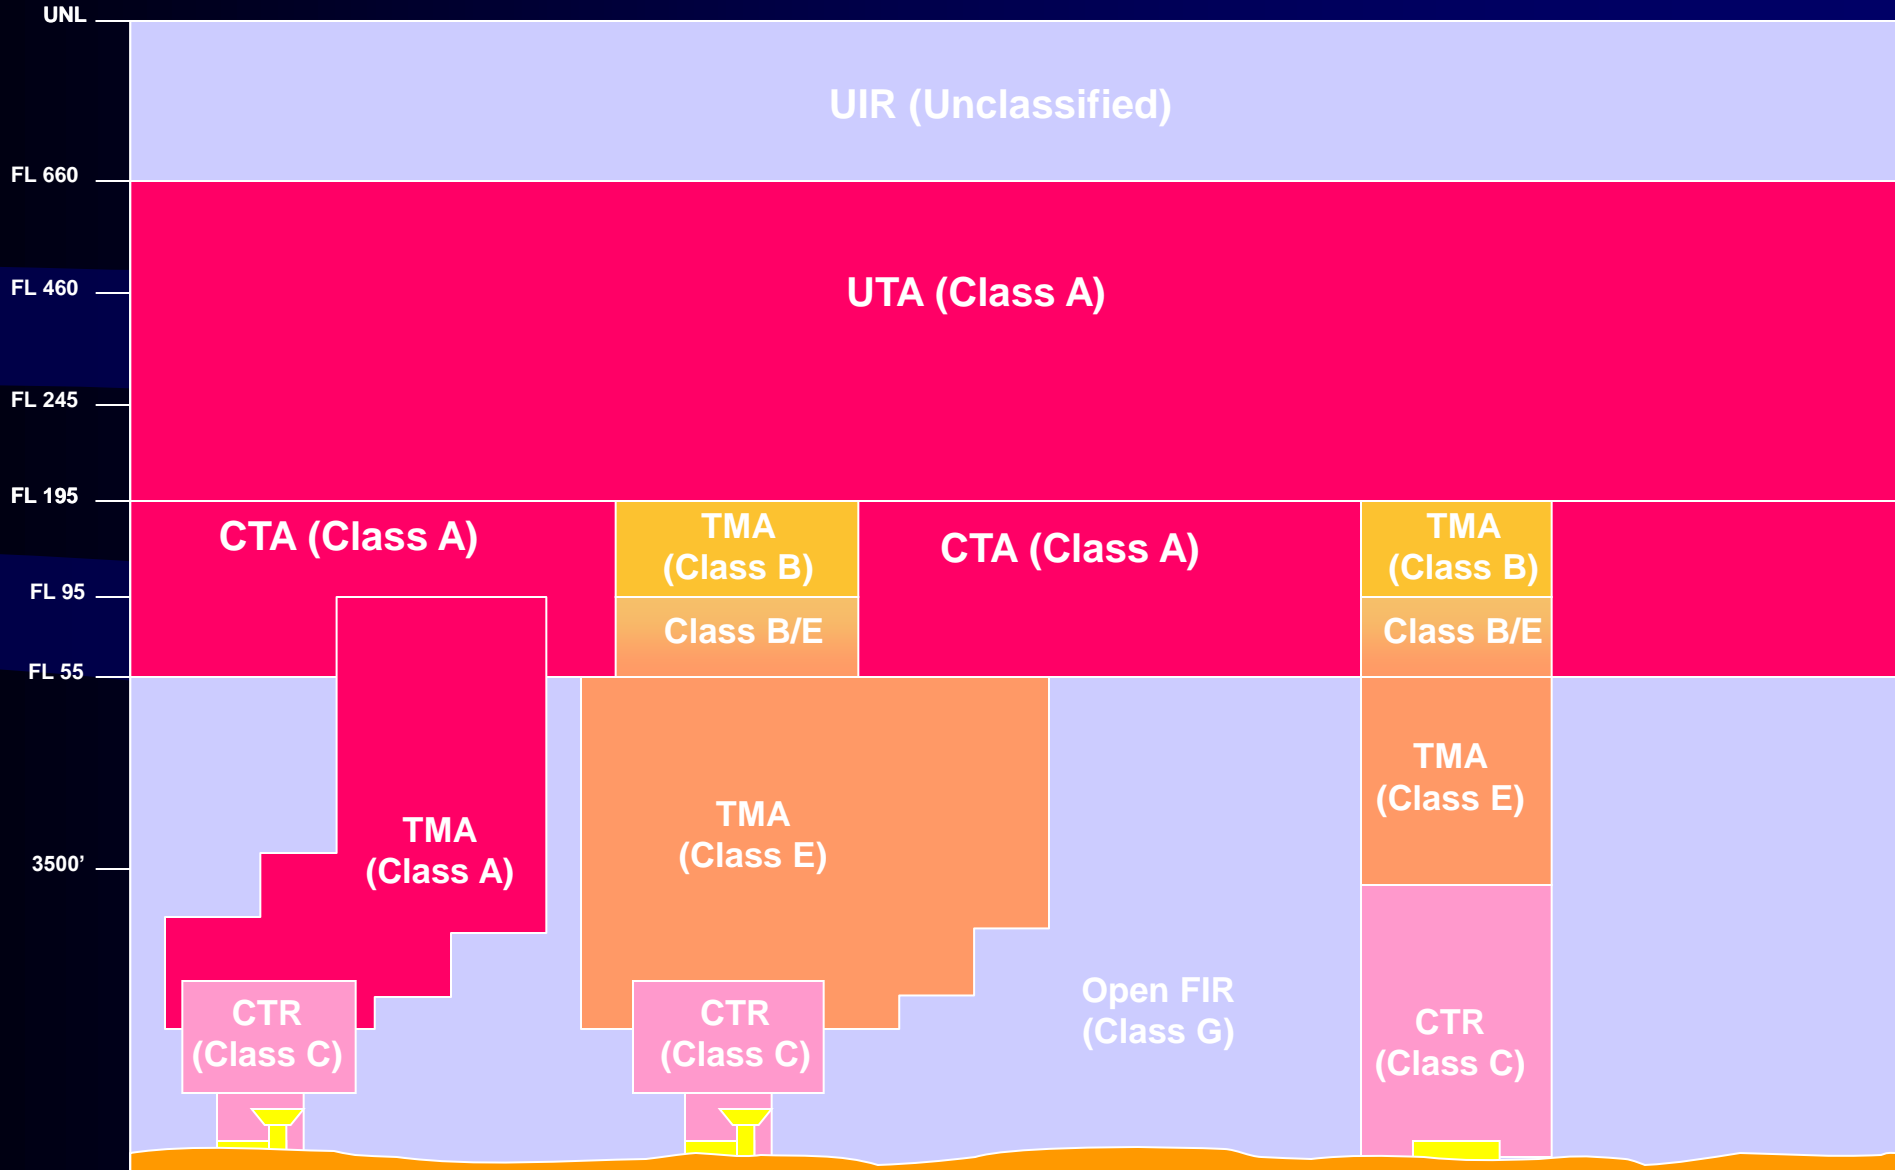 UNL
UIR (Unclassified)
FL 660
FL 460
UTA (Class A)
FL 245
FL 195
CTA (Class A)
TMA
(Class B)
CTA (Class A)
TMA
(Class B)
FL 95
Class B/E
Class B/E
FL 55
TMA
(Class A)
TMA
(Class E)
TMA
(Class E)
3500’
CTR
(Class C)
CTR
(Class C)
Open FIR
(Class G)
CTR
(Class C)